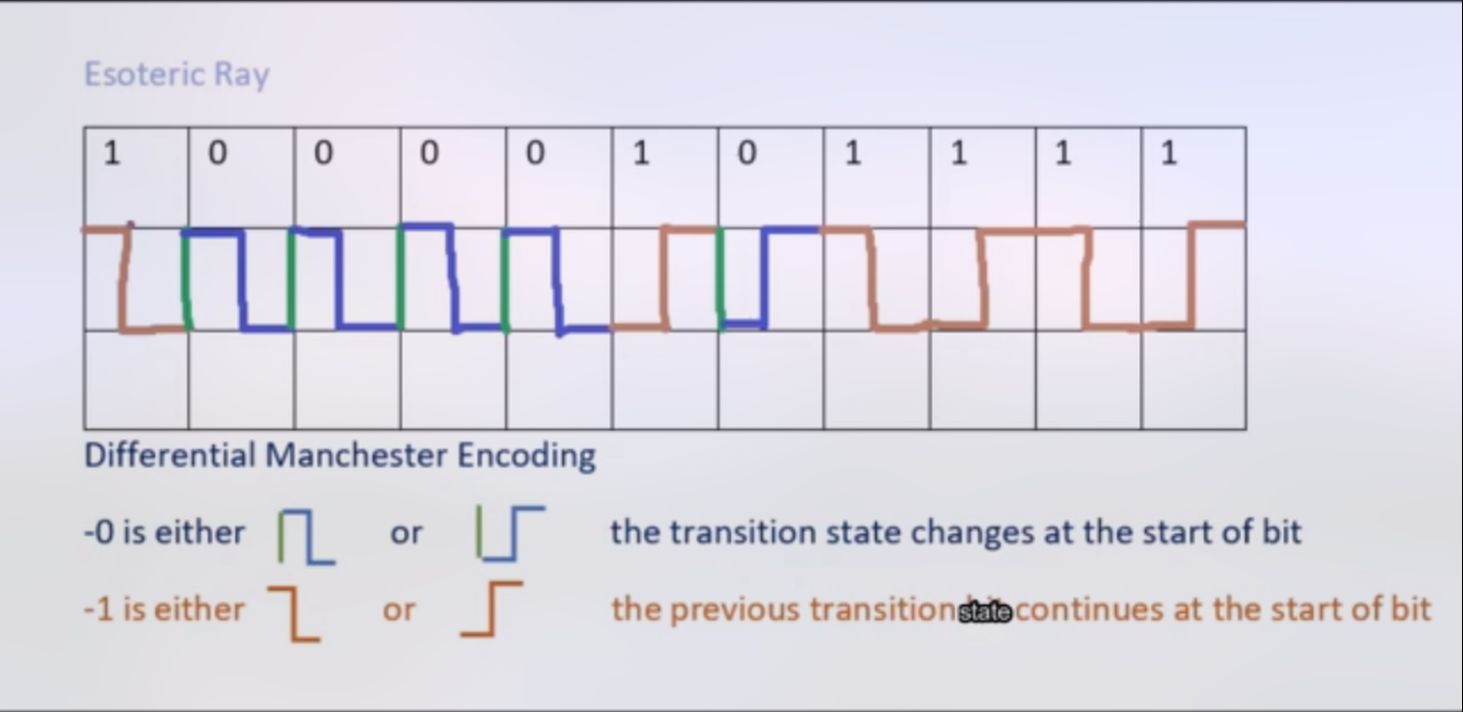 Esoteric Ray
1 0 0 0 0 1 0 1 1 1 1
Differential Manchester Encoding
-0 is either or the transition state changes at the start of bit
-1 is either or the previous transition state continues at the start of bit